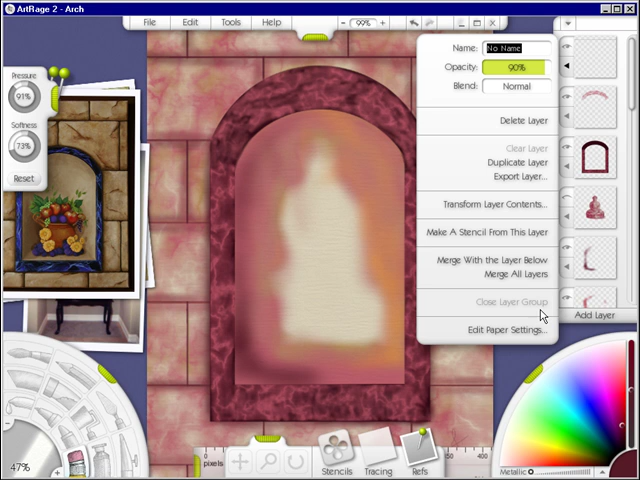 ArtRage 2 - Arch
File Edit Tools Help 99%
Pressure
91%
Softness
73%
Reset
Name: No Name
Opacity: 90%
Blend: Normal
Delete Layer
Clear Layer
Duplicate Layer
Export Layer...
Transform Layer Contents...
Make A Stencil From This Layer
Merge With the Layer Below
Merge All Layers
Close Layer Group
Edit Paper Settings...
Add Layer
47%
pixels
400
Stencils Tracing Refs
Metallic